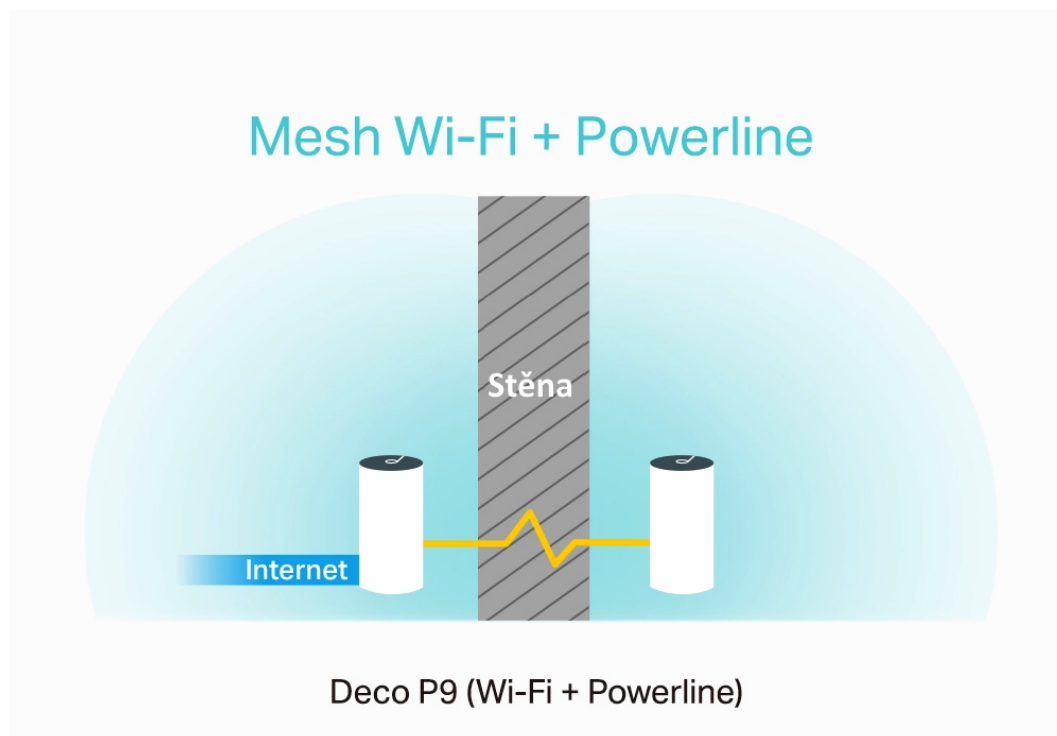 Mesh Wi-Fi + Powerline
Stěna
Internet
Deco P9 (Wi-Fi + Powerline)